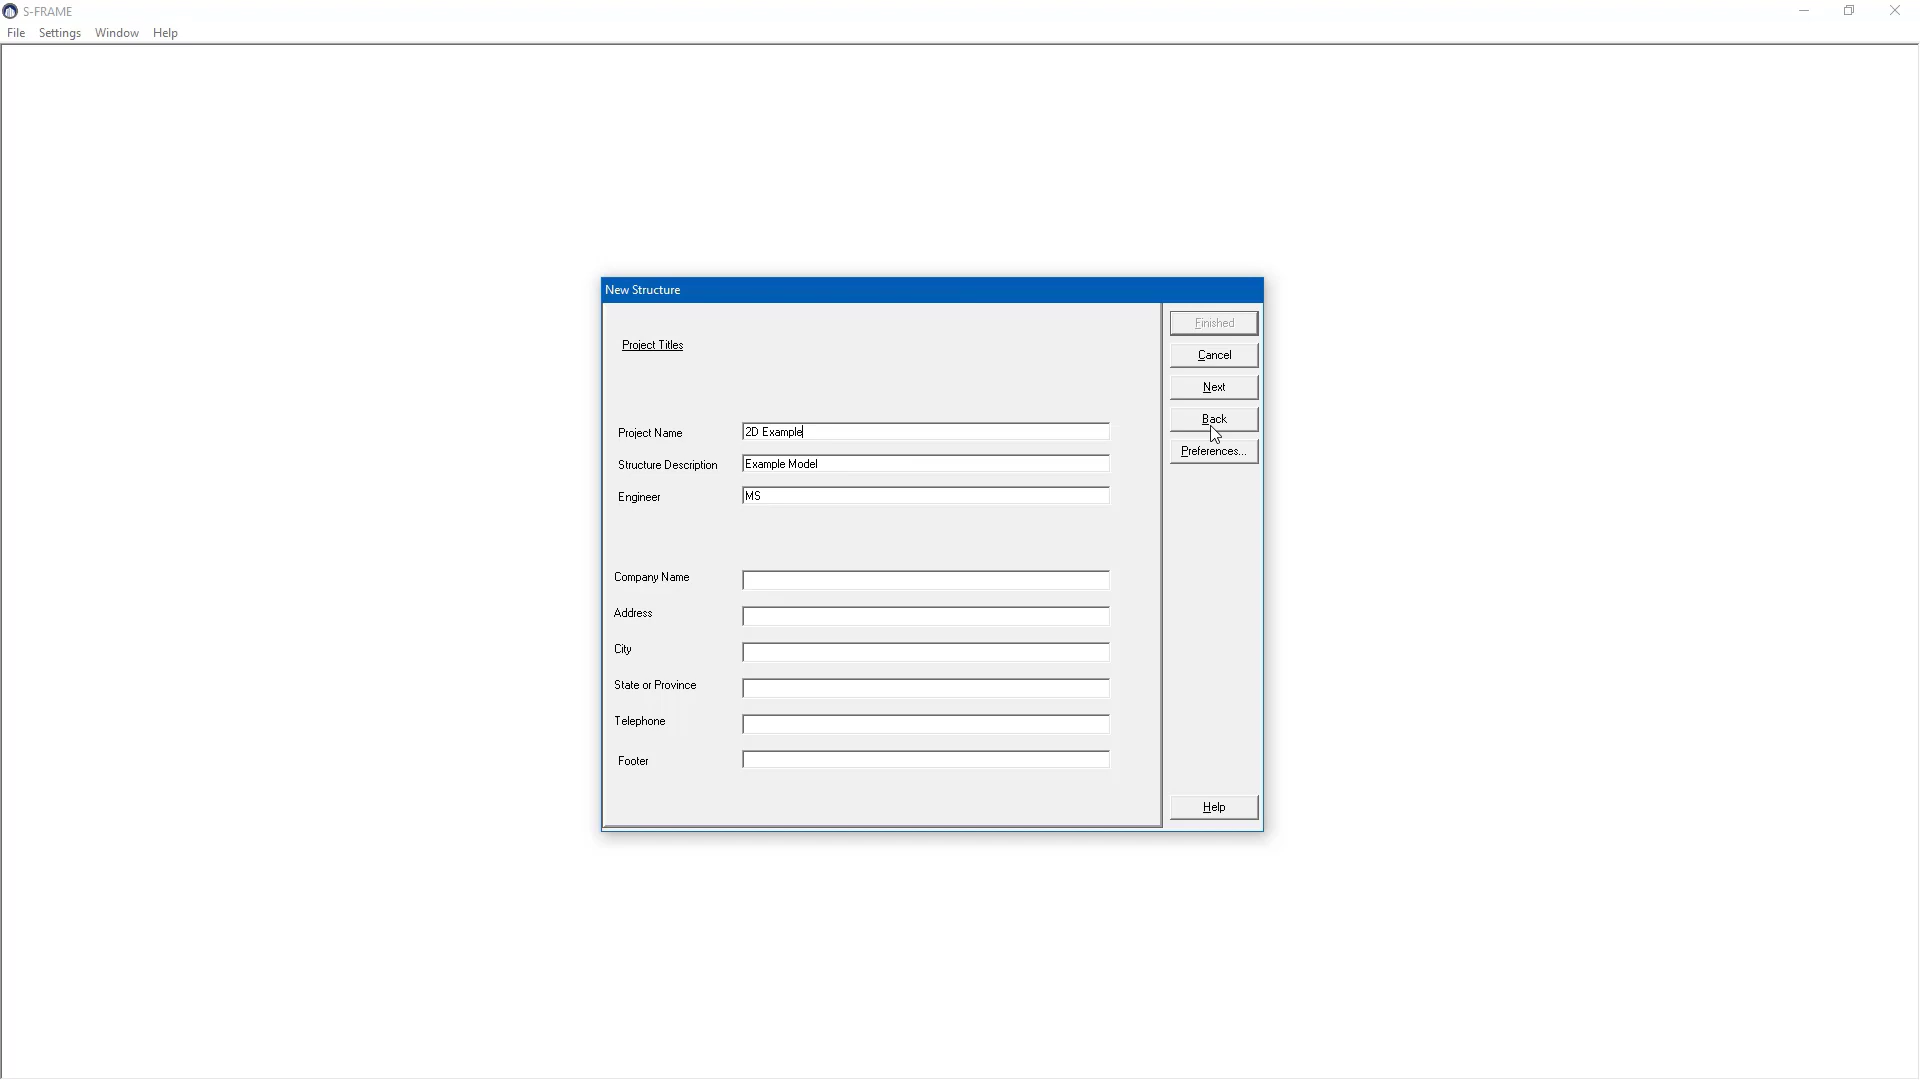 S-FRAME
File Settings Window Help
New Structure
Project Titles
Finished
Cancel
Next
Back
Preferences...
Project Name 2D Example
Structure Description Example Model
Engineer MS
Company Name
Address
City
State or Province
Telephone
Footer
Help